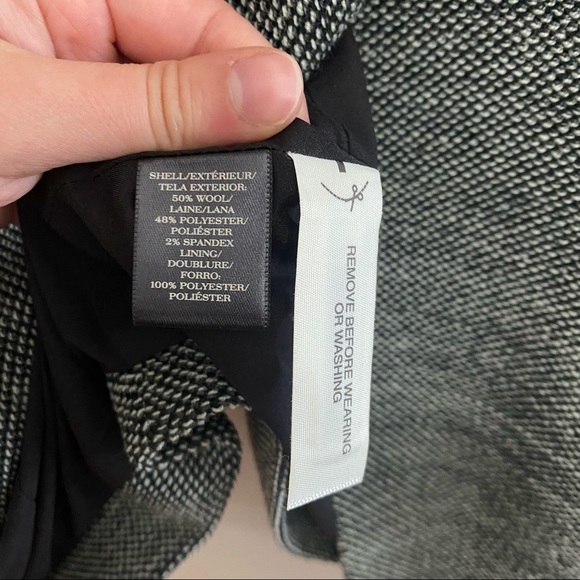 SHELL/EXTÉRIEUR/
TELA EXTERIOR:
50% WOOL/
LAINE/LANA
48% POLYESTER/
POLIÉSTER
2% SPANDEX
LINING/
DOUBLURE/
FORRO:
100% POLYESTER/
POLIÉSTER
REMOVE BEFORE WEARING
OR WASHING